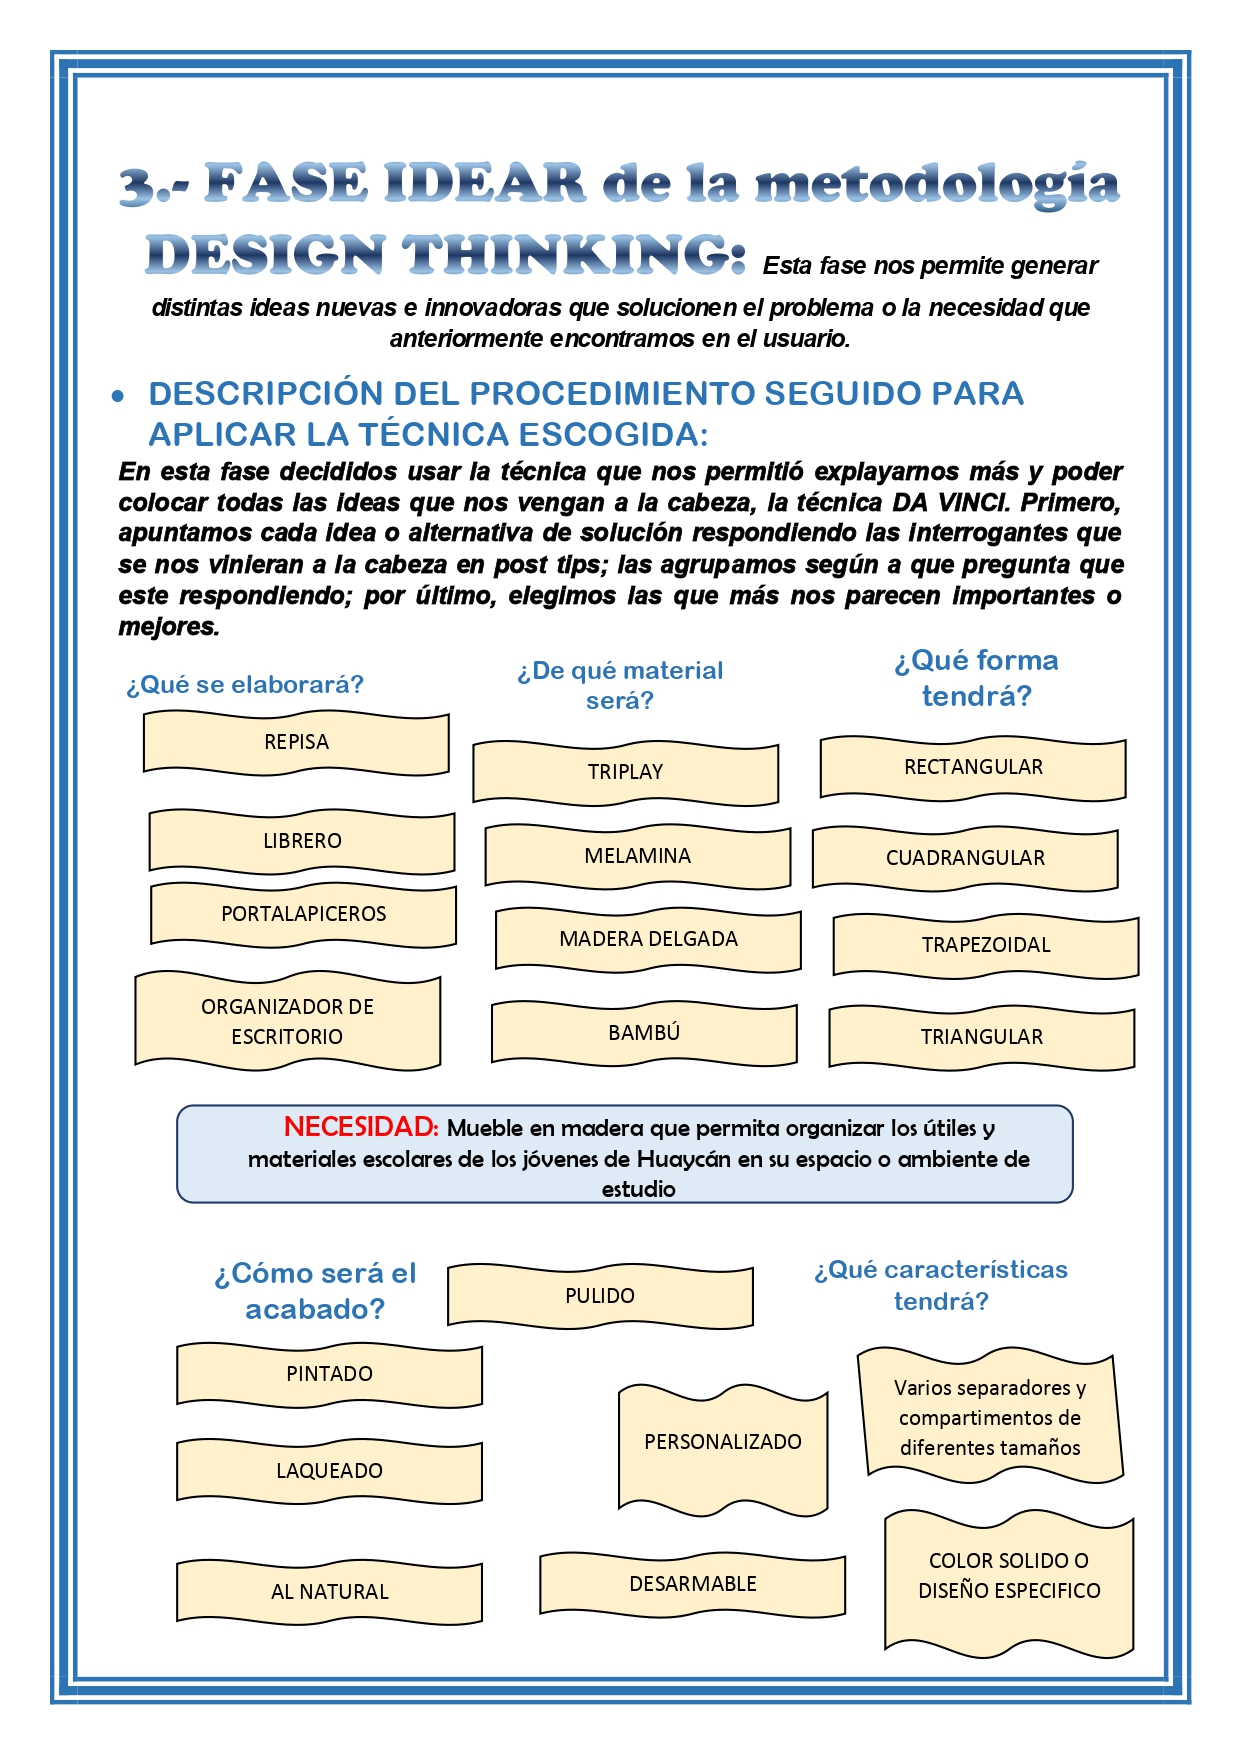 3.- FASE IDEAR de la metodología
DESIGN THINKING: Esta fase nos permite generar
distintas ideas nuevas e innovadoras que solucionen el problema o la necesidad que
anteriormente encontramos en el usuario.
• DESCRIPCIÓN DEL PROCEDIMIENTO SEGUIDO PARA
APLICAR LA TÉCNICA ESCOGIDA:
En esta fase decididos usar la técnica que nos permitió explayarnos más y poder
colocar todas las ideas que nos vengan a la cabeza, la técnica DA VINCI. Primero,
apuntamos cada idea o alternativa de solución respondiendo las interrogantes que
se nos vinieran a la cabeza en post tips; las agrupamos según a que pregunta que
este respondiendo; por último, elegimos las que más nos parecen importantes o
mejores.
¿Qué se elaborará?
REPISA
LIBRERO
PORTALAPICEROS
ORGANIZADOR DE
ESCRITORIO
¿De qué material
será?
TRIPLAY
MELAMINA
MADERA DELGADA
BAMBÚ
¿Qué forma
tendrá?
RECTANGULAR
CUADRANGULAR
TRAPEZOIDAL
TRIANGULAR
NECESIDAD: Mueble en madera que permita organizar los útiles y
materiales escolares de los jóvenes de Huaycán en su espacio o ambiente de
estudio
¿Cómo será el
acabado?
PULIDO
PINTADO
LAQUEADO
AL NATURAL
¿Qué características
tendrá?
Varios separadores y
compartimentos de
diferentes tamaños
PERSONALIZADO
DESARMABLE
COLOR SOLIDO O
DISEÑO ESPECIFICO